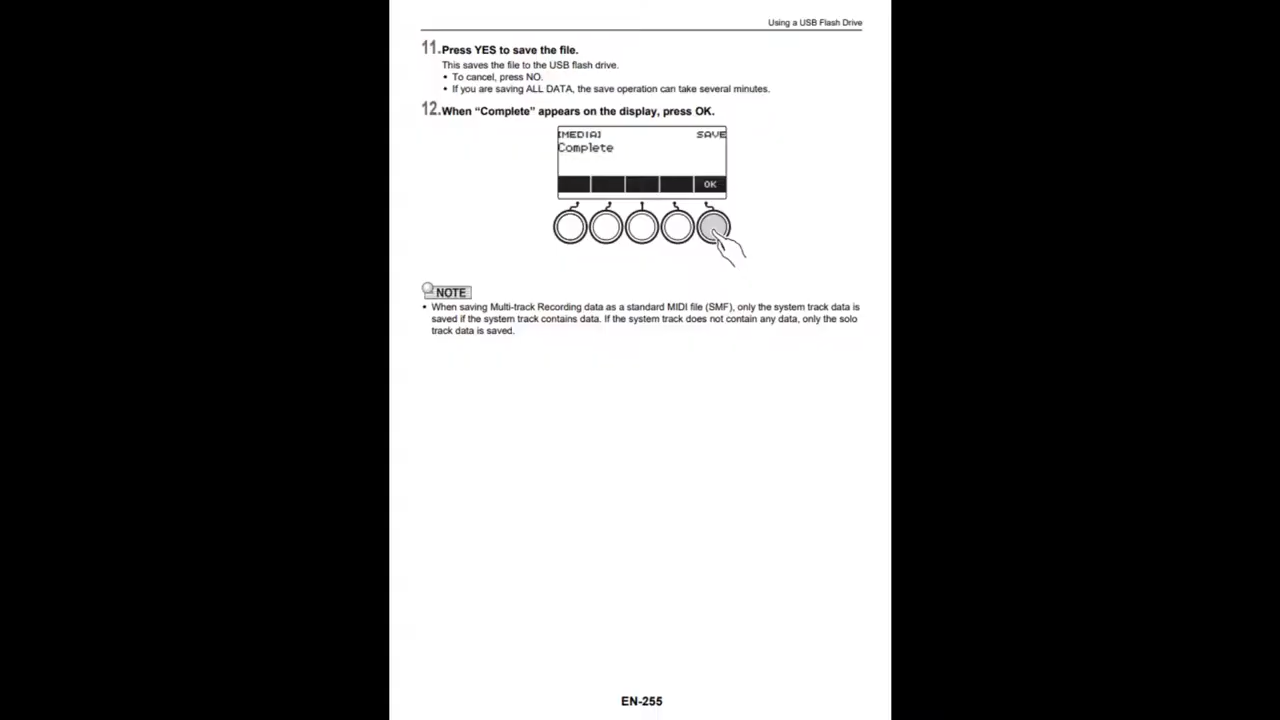 Using a USB Flash Drive
11. Press YES to save the file.
This saves the file to the USB flash drive.
• To cancel, press NO.
• If you are saving ALL DATA, the save operation can take several minutes.
12. When “Complete” appears on the display, press OK.
[MEDIA] SAVE
Complete
OK
NOTE
• When saving Multi-track Recording data as a standard MIDI file (SMF), only the system track data is
saved if the system track contains data. If the system track does not contain any data, only the solo
track data is saved.
EN-255